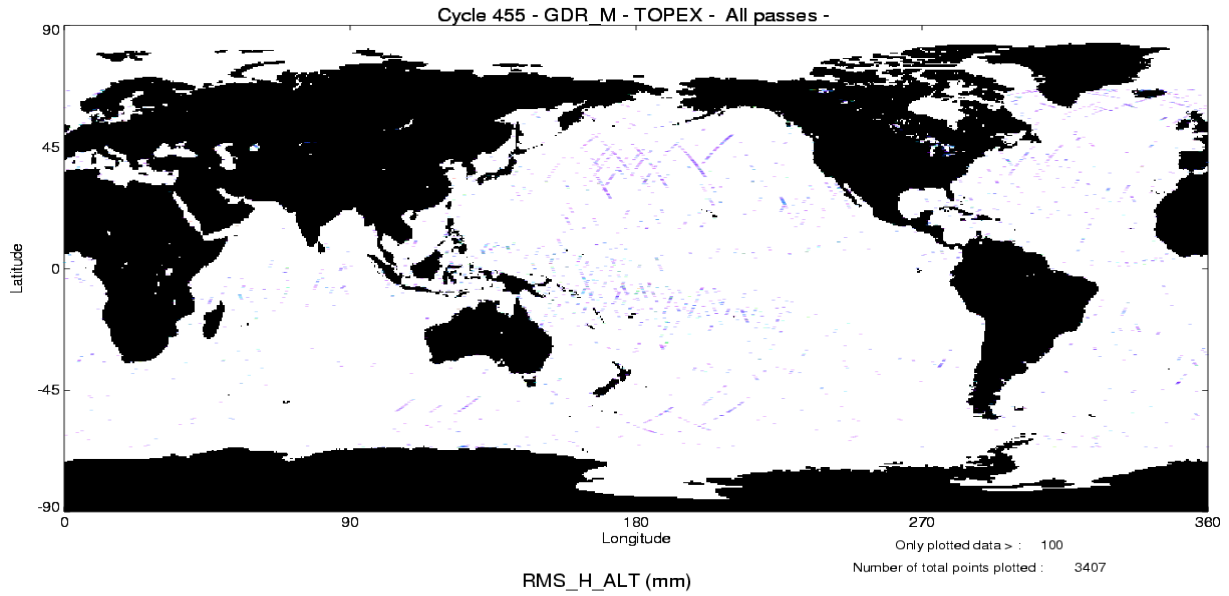 Cycle 455 - GDR_M - TOPEX - All passes -
90
45
0
-45
-90
Latitude
0 90 180 270 360
Longitude
Only plotted data > : 100
Number of total points plotted : 3407
RMS_H_ALT (mm)